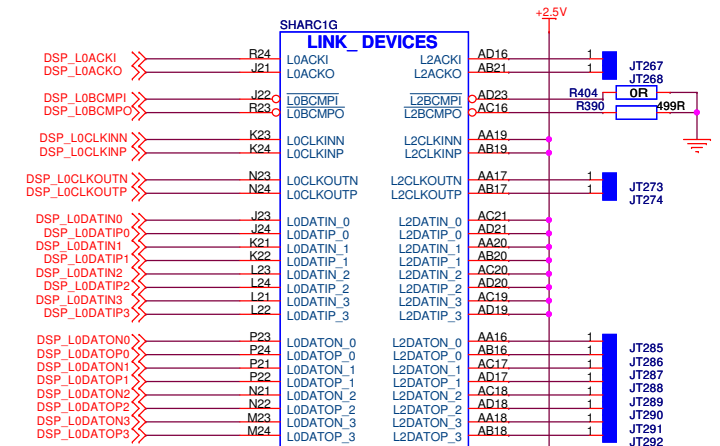 +2.5V
SHARC1G
LINK_ DEVICES
DSP_L0ACKI R24 L0ACKI L2ACKI AD16 1 JT267
DSP_L0ACKO J21 L0ACKO L2ACKO AB21 1 JT268
DSP_L0BCMPI J22 L0BCMPI L2BCMPI AD23 R404 0R
DSP_L0BCMPO R23 L0BCMPO L2BCMPO AC16 R390 499R
DSP_L0CLKINN K23 L0CLKINN L2CLKINN AA19
DSP_L0CLKINP K24 L0CLKINP L2CLKINP AB19
DSP_L0CLKOUTN N23 L0CLKOUTN L2CLKOUTN AA17 1 JT273
DSP_L0CLKOUTP N24 L0CLKOUTP L2CLKOUTP AB17 1 JT274
DSP_L0DATIN0 J23 L0DATIN_0 L2DATIN_0 AC21
DSP_L0DATIP0 J24 L0DATIP_0 L2DATIP_0 AD21
DSP_L0DATIN1 K21 L0DATIN_1 L2DATIN_1 AA20
DSP_L0DATIP1 K22 L0DATIP_1 L2DATIP_1 AB20
DSP_L0DATIN2 L23 L0DATIN_2 L2DATIN_2 AC20
DSP_L0DATIP2 L24 L0DATIP_2 L2DATIP_2 AD20
DSP_L0DATIN3 L21 L0DATIN_3 L2DATIN_3 AC19
DSP_L0DATIP3 L22 L0DATIP_3 L2DATIP_3 AD19
DSP_L0DATON0 P23 L0DATON_0 L2DATON_0 AA16 1 JT285
DSP_L0DATOP0 P24 L0DATOP_0 L2DATOP_0 AB16 1 JT286
DSP_L0DATON1 P21 L0DATON_1 L2DATON_1 AC17 1 JT287
DSP_L0DATOP1 P22 L0DATOP_1 L2DATOP_1 AD17 1 JT288
DSP_L0DATON2 N21 L0DATON_2 L2DATON_2 AC18 1 JT289
DSP_L0DATOP2 N22 L0DATOP_2 L2DATOP_2 AD18 1 JT290
DSP_L0DATON3 M23 L0DATON_3 L2DATON_3 AA18 1 JT291
DSP_L0DATOP3 M24 L0DATOP_3 L2DATOP_3 AB18 1 JT292